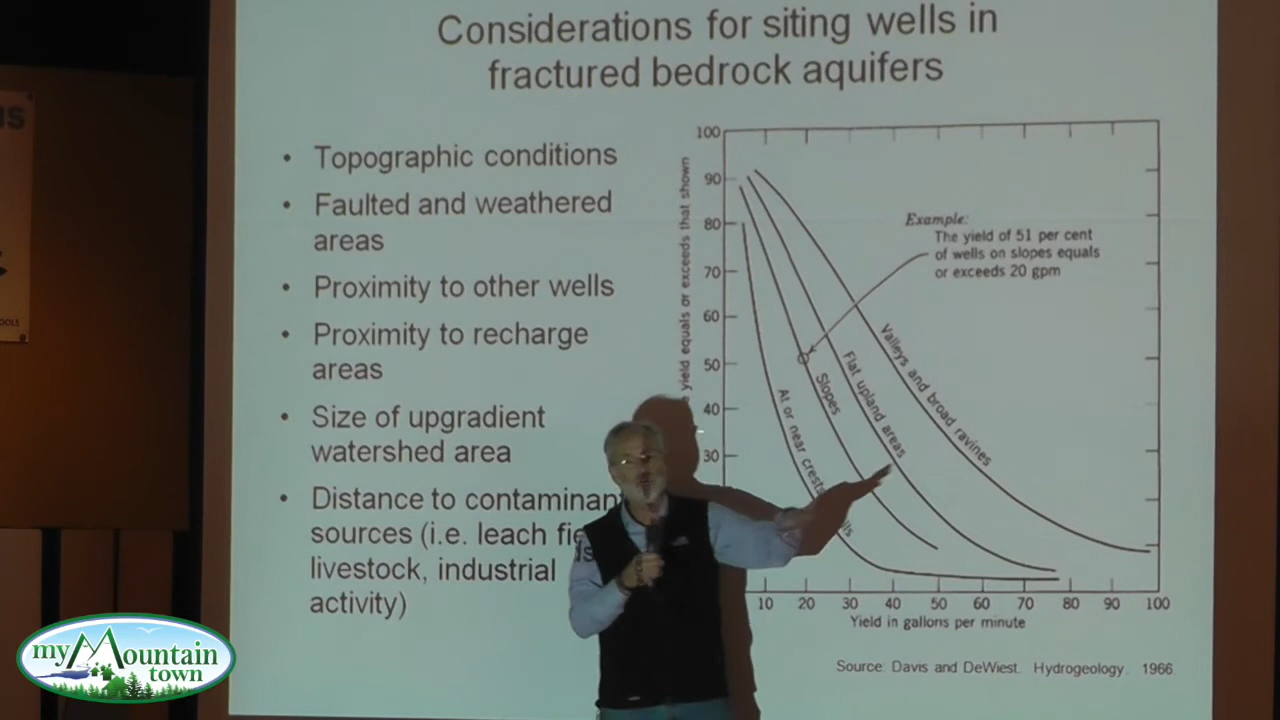 Considerations for siting wells in
fractured bedrock aquifers
• Topographic conditions
• Faulted and weathered
areas
• Proximity to other wells
• Proximity to recharge
areas
• Size of upgradient
watershed area
• Distance to contaminan
sources (i.e. leach fie
livestock, industrial
activity)
yield equals or exceeds that shown
100
90
80
70
60
50
40
30
Example:
The yield of 51 per cent
of wells on slopes equals
or exceeds 20 gpm
Valleys and broad ravines
Flat upland areas
Slopes
At or near crests
10 20 30 40 50 60 70 80 90 100
Yield in gallons per minute
Source: Davis and DeWiest. Hydrogeology. 1966
my Mountain
town